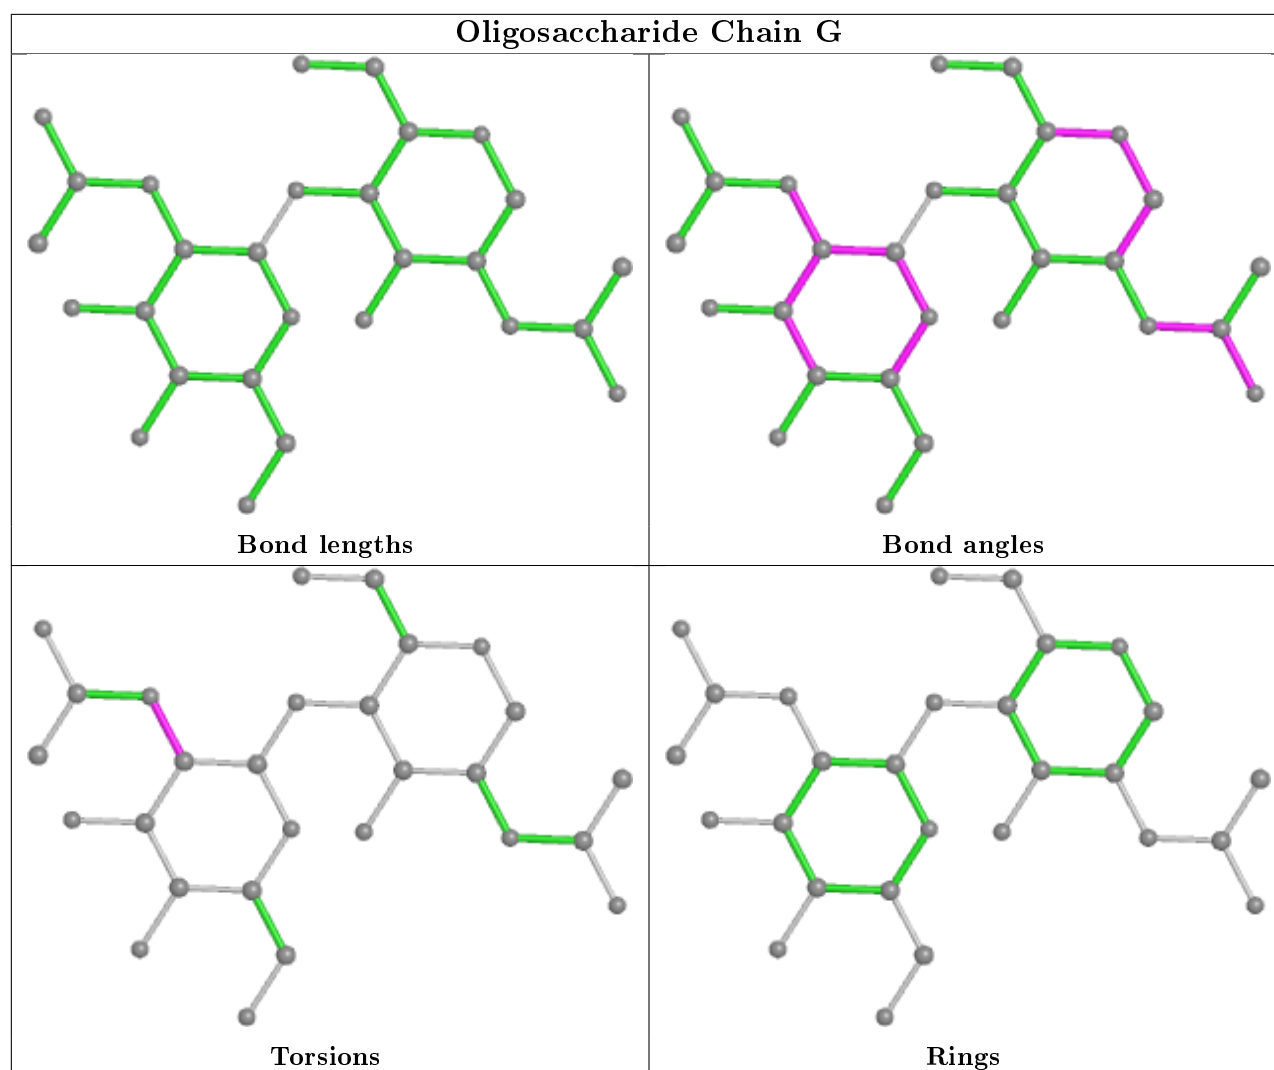 Oligosaccharide Chain G
Bond lengths
Bond angles
Torsions
Rings